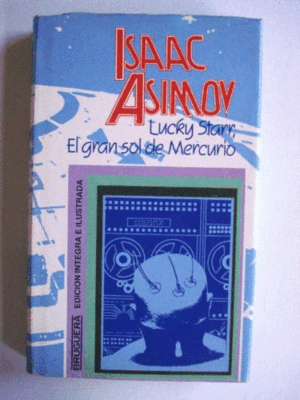 ISAAC
ASIMOV
Lucky Starr,
El gran sol de Mercurio
BRUGUERA EDICION INTEGRA E ILUSTRADA